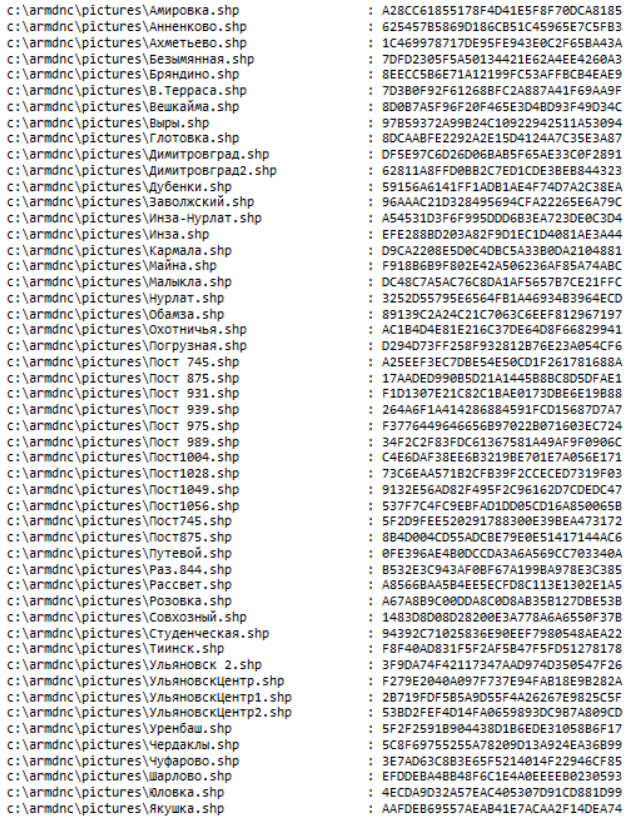 c:\armdnc\pictures\Амировка.shp : A28CC61855178F4D41E5F8F70DCA8185
c:\armdnc\pictures\Анненково.shp : 625457B5869D186CB51C45965E7C5FB3
c:\armdnc\pictures\Ахметьево.shp : 1C469978717DE95FE943E0C2F65BA43A
c:\armdnc\pictures\Безымянная.shp : 7DFD2305F5A50134421E62A4EE4260A3
c:\armdnc\pictures\Бряндино.shp : 8EECC5B6E71A12199FC53AFFBCB4EAE9
c:\armdnc\pictures\В.Терраса.shp : 7D3B0F92F61268BFC2A887A41F69AA9F
c:\armdnc\pictures\Вешкайма.shp : 8D0B7A5F96F20F465E3D4BD93F49D34C
c:\armdnc\pictures\Выры.shp : 97B59372A99B24C10922942511A53094
c:\armdnc\pictures\Глотовка.shp : 8DCAABFE2292A2E15D4124A7C35E3A87
c:\armdnc\pictures\Димитровград.shp : DF5E97C6D26D06BAB5F65AE33C0F2891
c:\armdnc\pictures\Димитровград2.shp : 62811A8FFD0BB2C7ED1CDE3BEB844323
c:\armdnc\pictures\Дубенки.shp : 59156A6141FF1ADB1AE4F74D7A2C38EA
c:\armdnc\pictures\Заволжский.shp : 96AAAC21D328495694CFA22265E6A79C
c:\armdnc\pictures\Инза-Нурлат.shp : A54531D3F6F995DDD6B3EA723DE0C3D4
c:\armdnc\pictures\Инза.shp : EFE288BD203A82F9D1EC1D4081AE3A44
c:\armdnc\pictures\Кармала.shp : D9CA2208E5D0C4DBC5A33B0DA2104881
c:\armdnc\pictures\Майна.shp : F918B6B9F802E42A506236AF85A74ABC
c:\armdnc\pictures\Малыкла.shp : DC48C7A5AC76C8DA1AF5657B7CE21FFC
c:\armdnc\pictures\Нурлат.shp : 3252D55795E6564FB1A46934B3964ECD
c:\armdnc\pictures\Обамза.shp : 89139C2A24C21C7063C6EEF812967197
c:\armdnc\pictures\Охотничья.shp : AC1B4D4E81E216C37DE64D8F66829941
c:\armdnc\pictures\Погрузная.shp : D294D73FF258F932812B76E23A054CF6
c:\armdnc\pictures\Пост 745.shp : A25EEF3EC7DBE54E50CD1F261781688A
c:\armdnc\pictures\Пост 875.shp : 17AADED990B5D21A1445B8BC8D5DFAE1
c:\armdnc\pictures\Пост 931.shp : F1D1307E21C82C1BAE0173DBE6E19B88
c:\armdnc\pictures\Пост 939.shp : 264A6F1A414286884591FCD15687D7A7
c:\armdnc\pictures\Пост 975.shp : F3776449646656B97022B071603EC724
c:\armdnc\pictures\Пост 989.shp : 34F2C2F83FDC61367581A49AF9F0906C
c:\armdnc\pictures\Пост1004.shp : C4E6DAF38EE6B3219BE701E7A056E171
c:\armdnc\pictures\Пост1028.shp : 73C6EAA571B2CFB39F2CCECED7319F03
c:\armdnc\pictures\Пост1049.shp : 9132E56AD82F495F2C96162D7CDEDC47
c:\armdnc\pictures\Пост1056.shp : 537F7C4FC9EBFAD1DD05CD16A850065B
c:\armdnc\pictures\Пост745.shp : 5F2D9FEE520291788300E39BEA473172
c:\armdnc\pictures\Пост875.shp : 8B4D004CD55ADCBE79E0E51417144AC6
c:\armdnc\pictures\Путевой.shp : 0FE396AE4B0DCCDA3A6A569CC703340A
c:\armdnc\pictures\Раз.844.shp : B532E3C943AF0BF67A199BA978E3C385
c:\armdnc\pictures\Рассвет.shp : A8566BAA5B4EE5ECFD8C113E1302E1A5
c:\armdnc\pictures\Розовка.shp : A67A8B9C00DDA8C0D8AB35B127DBE53B
c:\armdnc\pictures\Совхозный.shp : 1483D8D08D28200E3A778A6A6550F37B
c:\armdnc\pictures\Студенческая.shp : 94392C71025836E90EEF7980548AEA22
c:\armdnc\pictures\Тиинск.shp : F8F40AD831F5F2AF5B47F5FD51278178
c:\armdnc\pictures\Ульяновск 2.shp : 3F9DA74F42117347AAD974D350547F26
c:\armdnc\pictures\УльяновскЦентр.shp : F279E2040A097F737E94FAB18E9B282A
c:\armdnc\pictures\УльяновскЦентр1.shp : 2B719FDF5B5A9D55F4A26267E9825C5F
c:\armdnc\pictures\УльяновскЦентр2.shp : 53BD2FEF4D14FA0659893DC9B7A809CD
c:\armdnc\pictures\Уренбаш.shp : 5F2F2591B904438D1B6EDE31058B6F17
c:\armdnc\pictures\Чердаклы.shp : 5C8F69755255A78209D13A924EA36B99
c:\armdnc\pictures\Чуфарово.shp : 3E7AD63C8B3E65F5214014F22946CF85
c:\armdnc\pictures\Шарлово.shp : EFDDEBA4BB48F6C1E4A0EEEEB0230593
c:\armdnc\pictures\Юловка.shp : 4ECDA9D32A57EAC405307D91CD881D99
c:\armdnc\pictures\Якушка.shp : AAFDEB69557AEAB41E7ACAA2F14DEA74